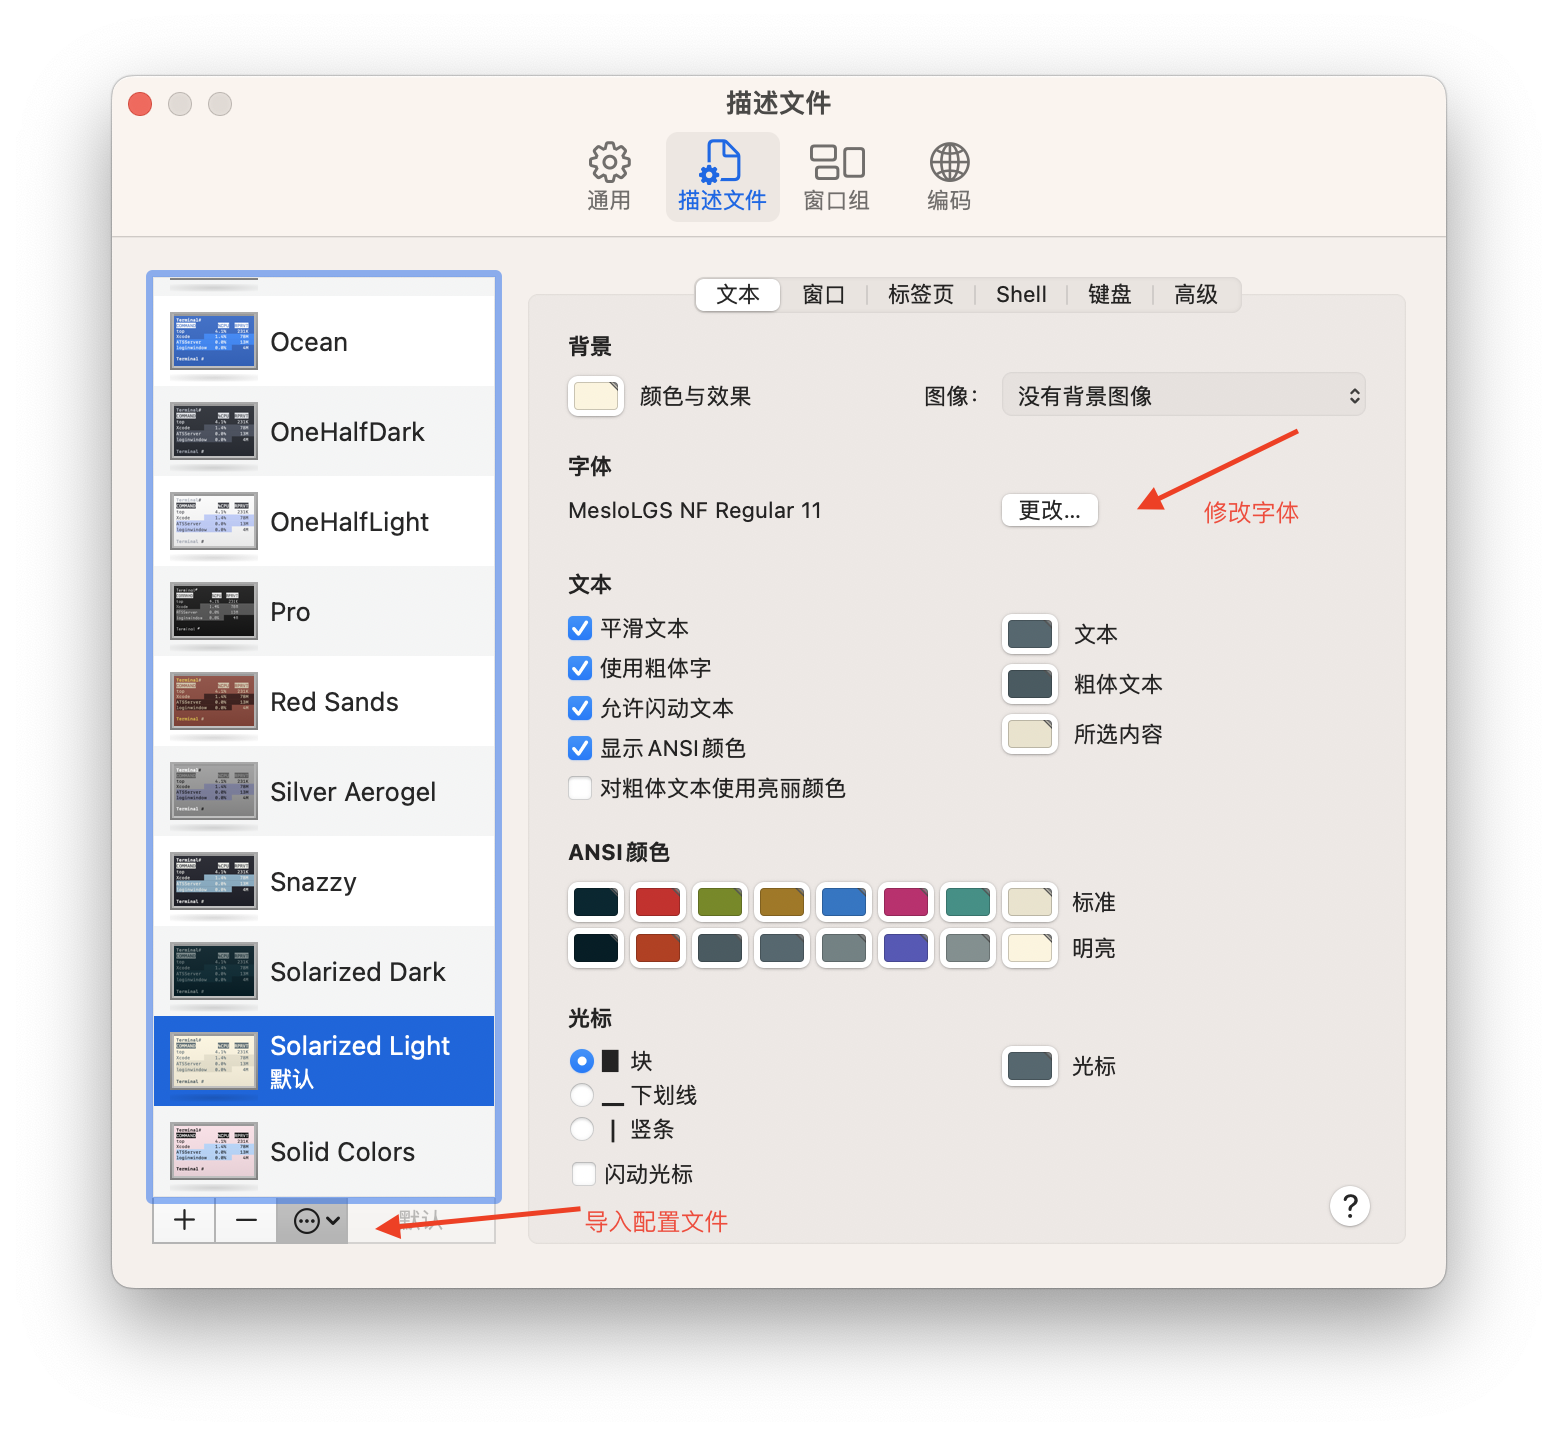 描述文件
通用
描述文件
窗口组
编码
Ocean
OneHalfDark
OneHalfLight
Pro
Red Sands
Silver Aerogel
Snazzy
Solarized Dark
Solarized Light
默认
Solid Colors
默认
导入配置文件
文本
窗口
标签页
Shell
键盘
高级
背景
颜色与效果
图像：
没有背景图像
字体
MesloLGS NF Regular 11
更改...
修改字体
文本
平滑文本
使用粗体字
允许闪动文本
显示 ANSI 颜色
对粗体文本使用亮丽颜色
文本
粗体文本
所选内容
ANSI 颜色
标准
明亮
光标
块
下划线
竖条
闪动光标
光标
?